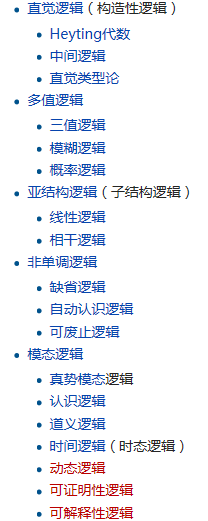 直觉逻辑（构造性逻辑）
Heyting代数
中间逻辑
直觉类型论
多值逻辑
三值逻辑
模糊逻辑
概率逻辑
亚结构逻辑（子结构逻辑）
线性逻辑
相干逻辑
非单调逻辑
缺省逻辑
自动认识逻辑
可废止逻辑
模态逻辑
真势模态逻辑
认识逻辑
道义逻辑
时间逻辑（时态逻辑）
动态逻辑
可证明性逻辑
可解释性逻辑